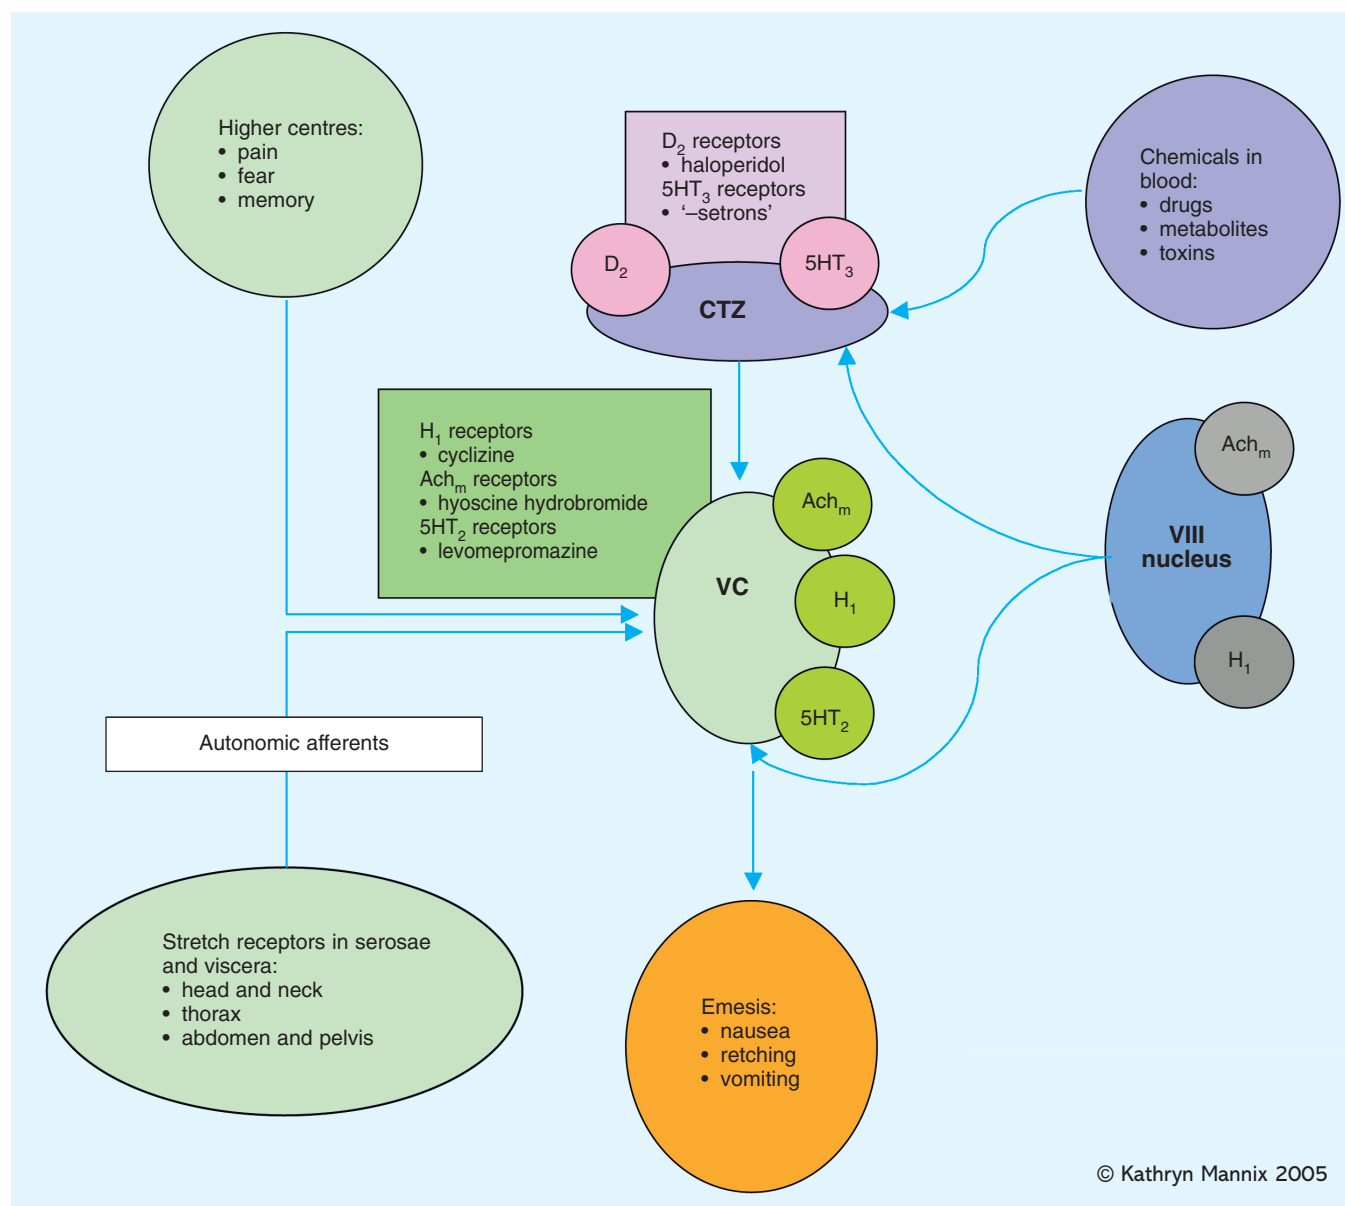 Higher centres:
• pain
• fear
• memory
D2 receptors
• haloperidol
5HT3 receptors
• ‘–setrons’
D2
5HT3
CTZ
Chemicals in
blood:
• drugs
• metabolites
• toxins
H1 receptors
• cyclizine
Achm receptors
• hyoscine hydrobromide
5HT2 receptors
• levomepromazine
Achm
VC
H1
5HT2
Achm
VIII
nucleus
H1
Autonomic afferents
Stretch receptors in serosae
and viscera:
• head and neck
• thorax
• abdomen and pelvis
Emesis:
• nausea
• retching
• vomiting
© Kathryn Mannix 2005